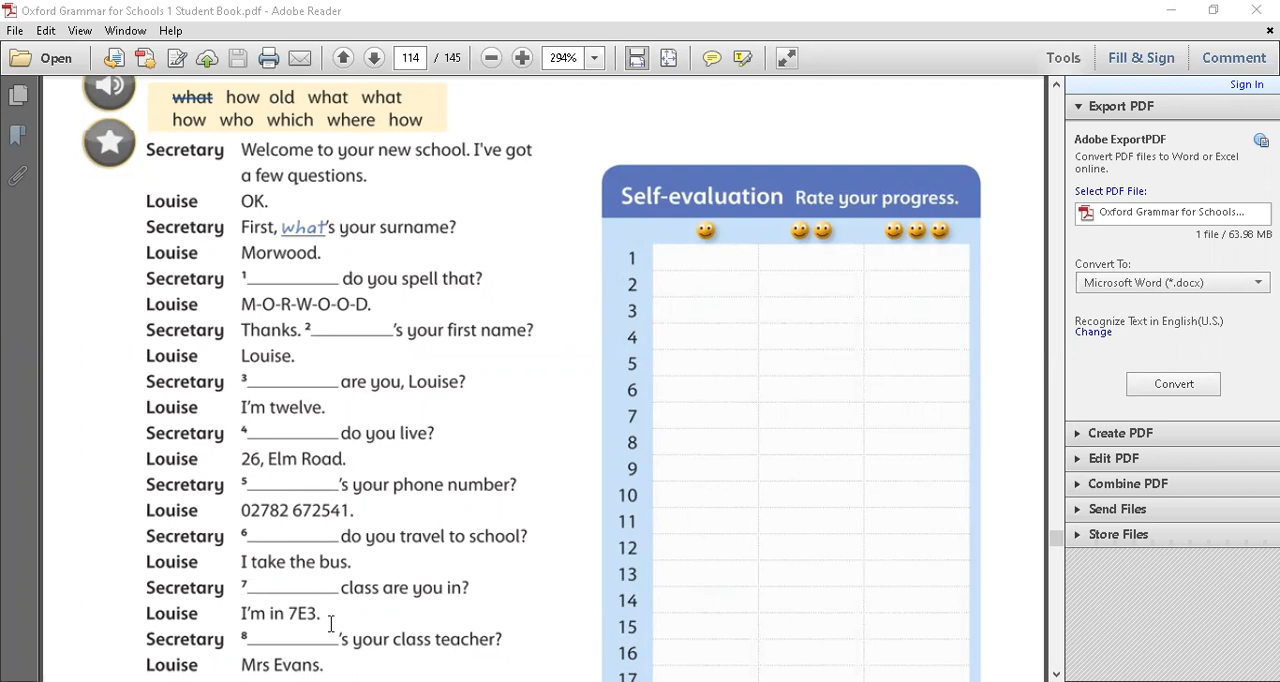 Oxford Grammar for Schools 1 Student Book.pdf - Adobe Reader
File Edit View Window Help
Open 114 / 145 294% Tools Fill & Sign Comment
what how old what what
how who which where how
Secretary Welcome to your new school. I've got
a few questions.
Louise OK.
Secretary First, what's your surname?
Louise Morwood.
Secretary 1__________ do you spell that?
Louise M-O-R-W-O-O-D.
Secretary Thanks. 2__________'s your first name?
Louise Louise.
Secretary 3__________ are you, Louise?
Louise I'm twelve.
Secretary 4__________ do you live?
Louise 26, Elm Road.
Secretary 5__________'s your phone number?
Louise 02782 672541.
Secretary 6__________ do you travel to school?
Louise I take the bus.
Secretary 7__________ class are you in?
Louise I'm in 7E3.
Secretary 8__________'s your class teacher?
Louise Mrs Evans.
Self-evaluation Rate your progress.
1
2
3
4
5
6
7
8
9
10
11
12
13
14
15
16
17
Sign In
Export PDF
Adobe ExportPDF
Convert PDF files to Word or Excel
online.
Select PDF File:
Oxford Grammar for Schools...
1 file / 63.98 MB
Convert To:
Microsoft Word (*.docx)
Recognize Text in English(U.S.)
Change
Convert
Create PDF
Edit PDF
Combine PDF
Send Files
Store Files